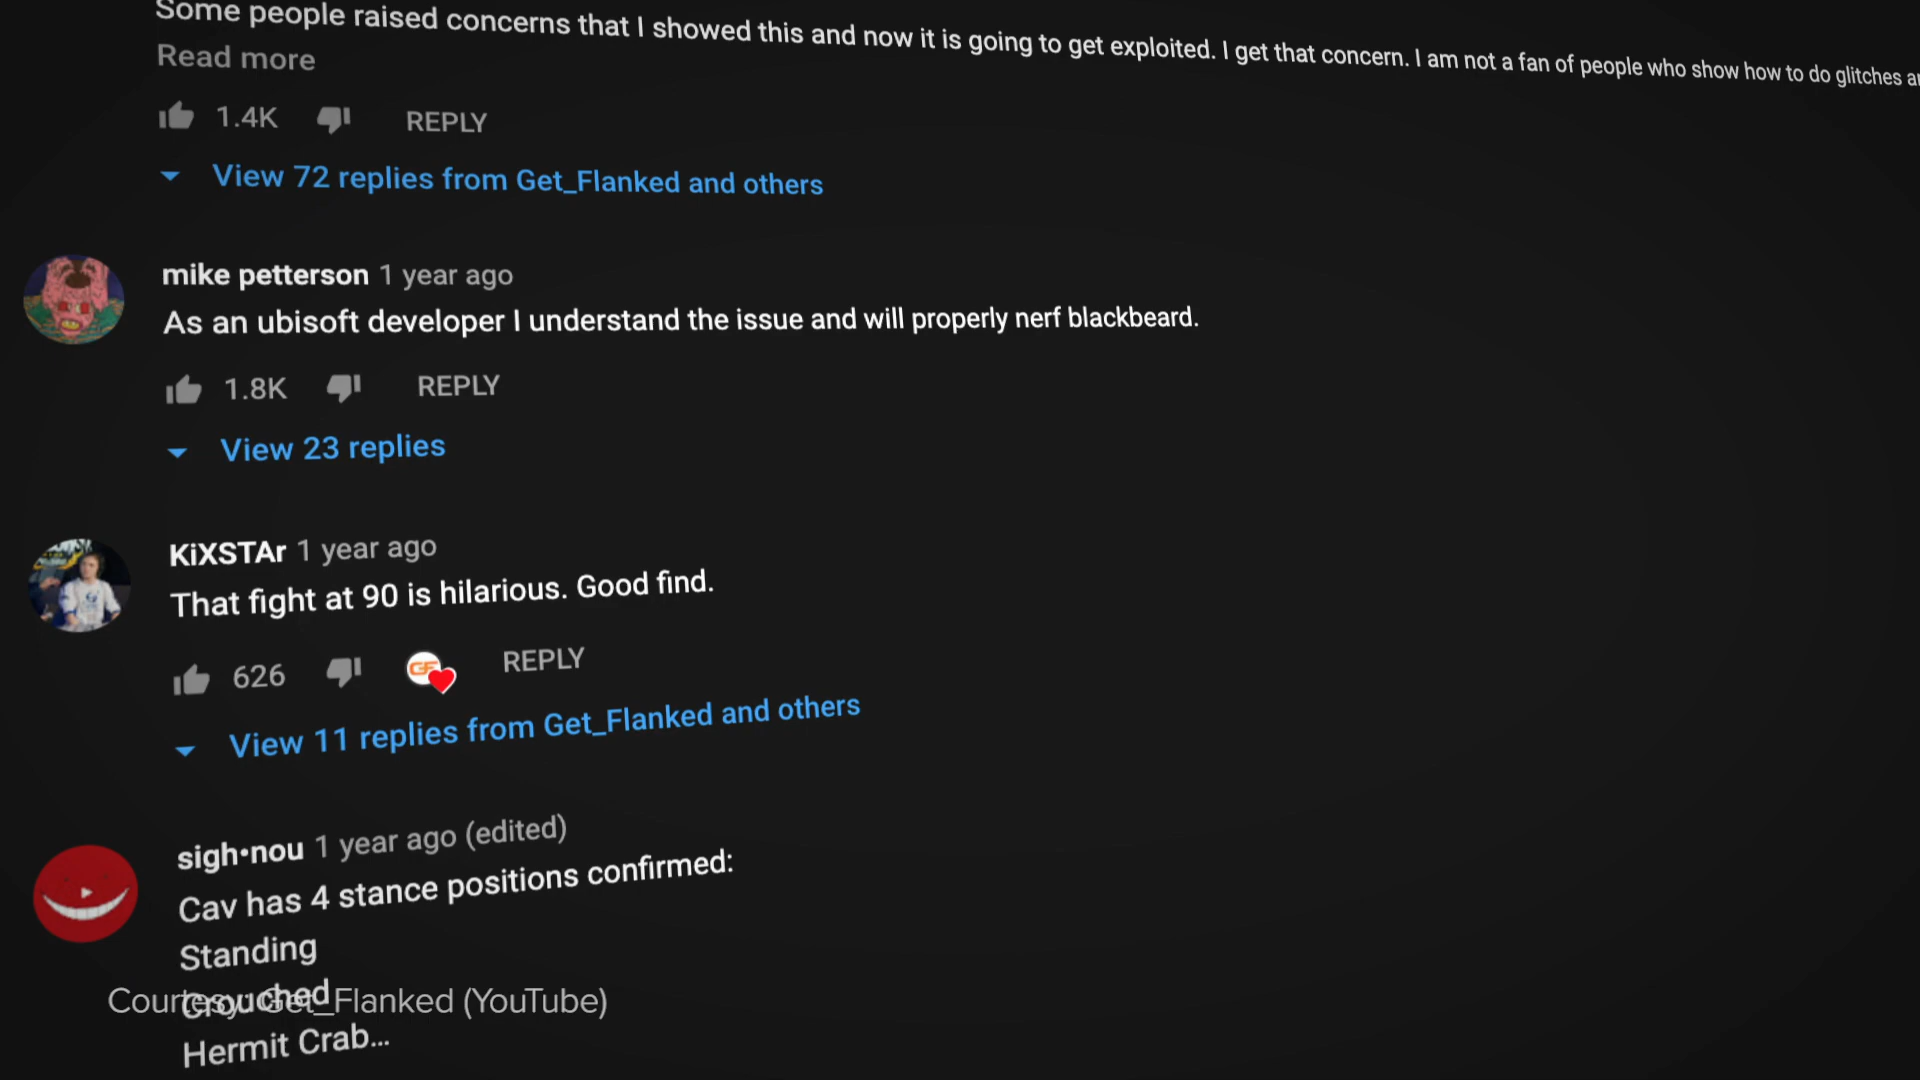 Some people raised concerns that I showed this and now it is going to get exploited. I get that concern. I am not a fan of people who show how to do glitches
Read more
1.4K REPLY
View 72 replies from Get_Flanked and others
mike petterson 1 year ago
As an ubisoft developer I understand the issue and will properly nerf blackbeard.
1.8K REPLY
View 23 replies
KiXSTAr 1 year ago
That fight at 90 is hilarious. Good find.
626 GF REPLY
View 11 replies from Get_Flanked and others
sigh•nou 1 year ago (edited)
Cav has 4 stance positions confirmed:
Standing
Crouched
Courtesy: Get_Flanked (YouTube)
Hermit Crab...